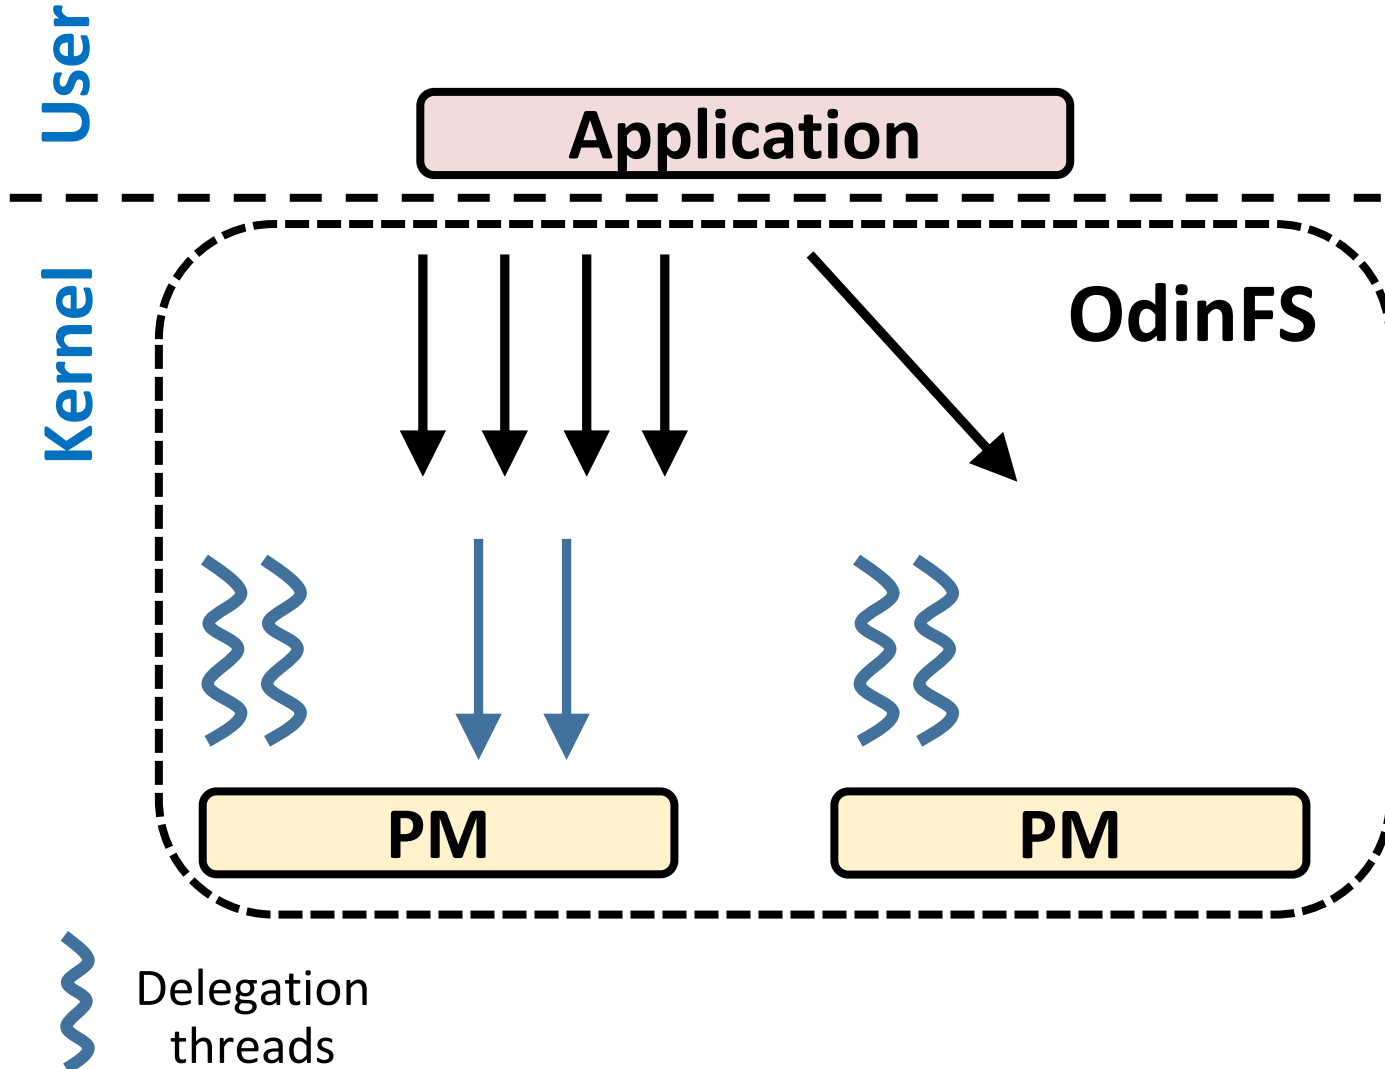 User
Application
Kernel
OdinFS
PM
PM
Delegation
threads